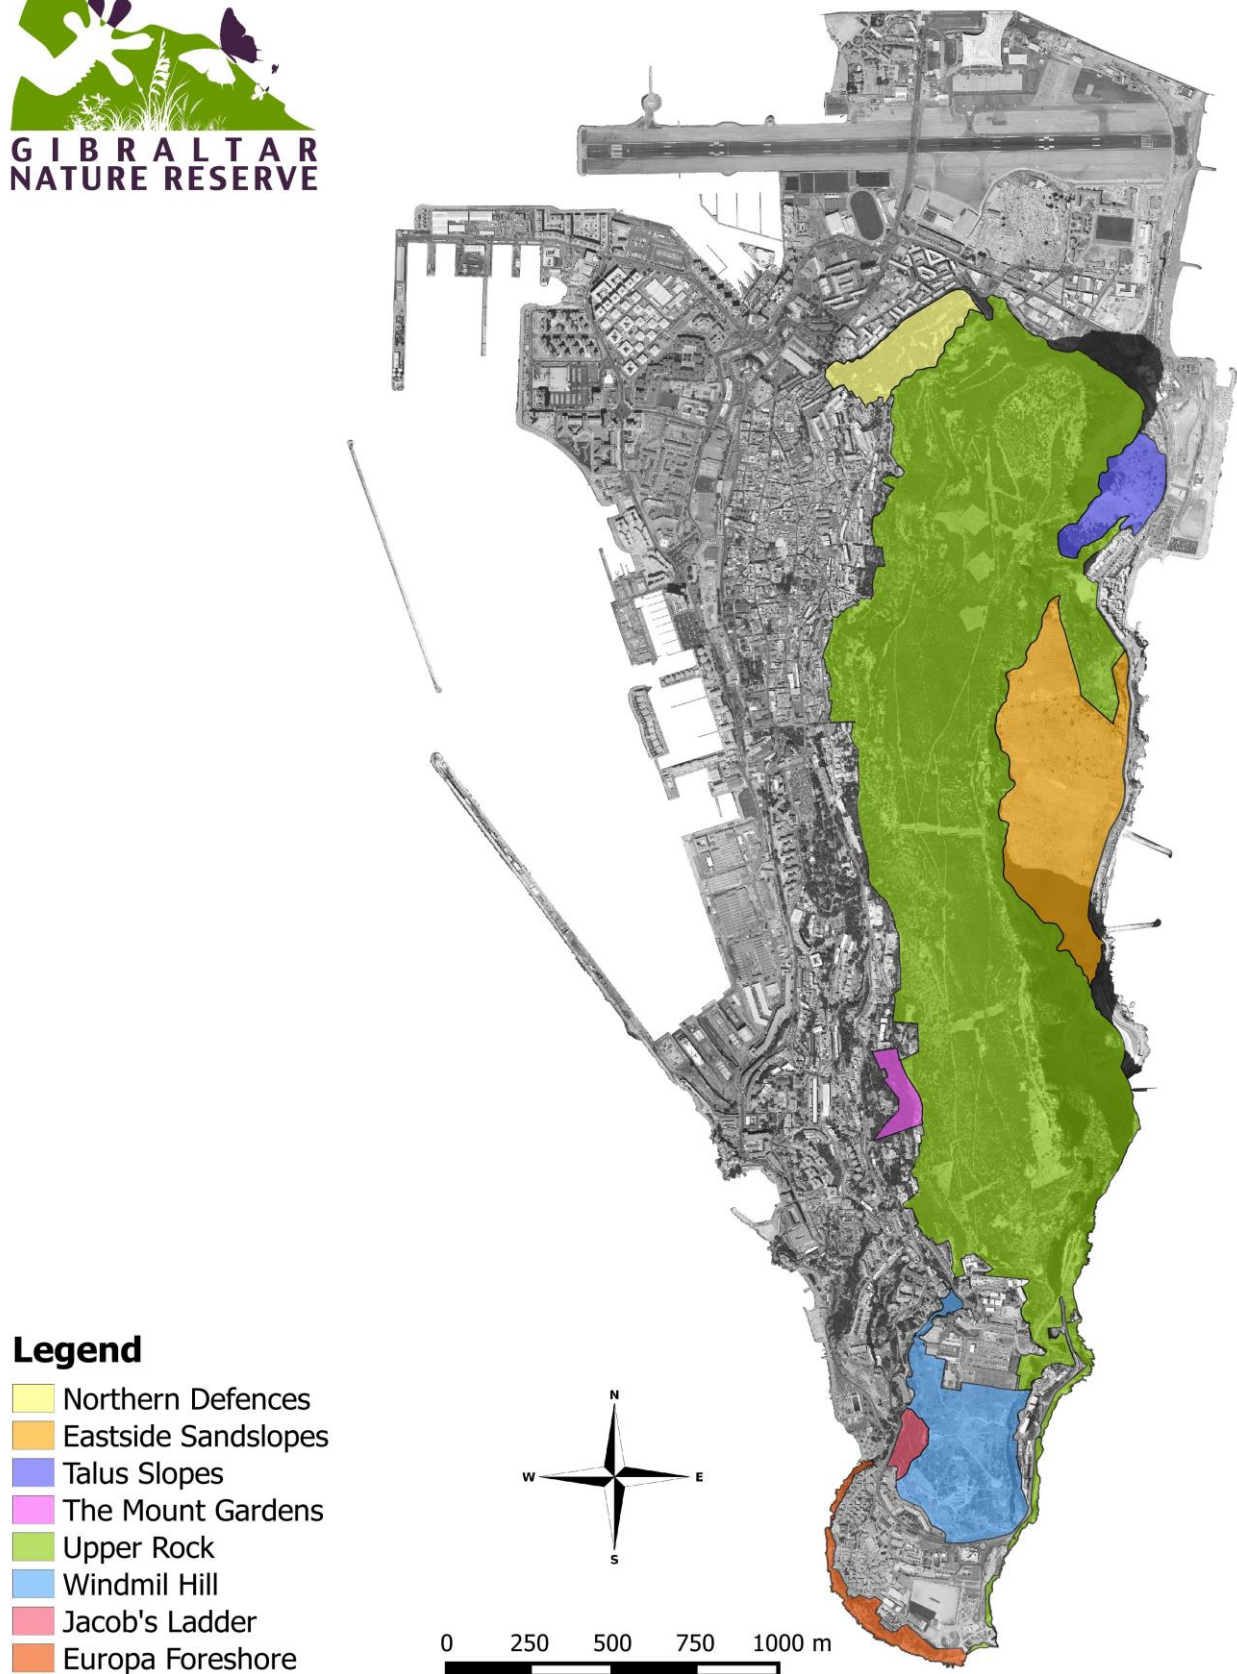 GIBRALTAR
NATURE RESERVE
Legend
Northern Defences
Eastside Sandslopes
Talus Slopes
The Mount Gardens
Upper Rock
Windmil Hill
Jacob's Ladder
Europa Foreshore
N
W E
S
0 250 500 750 1000 m